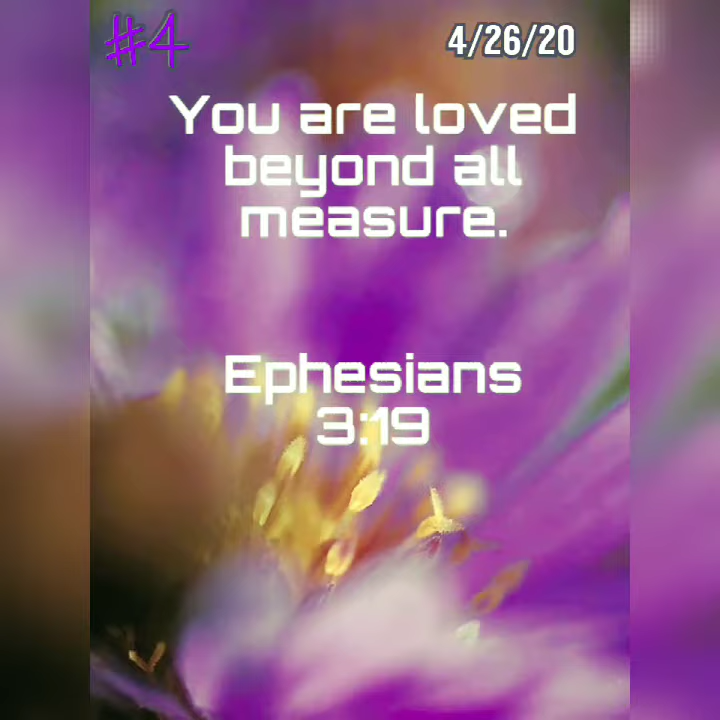 #4
4/26/20
You are loved
beyond all
measure.
Ephesians
3:19